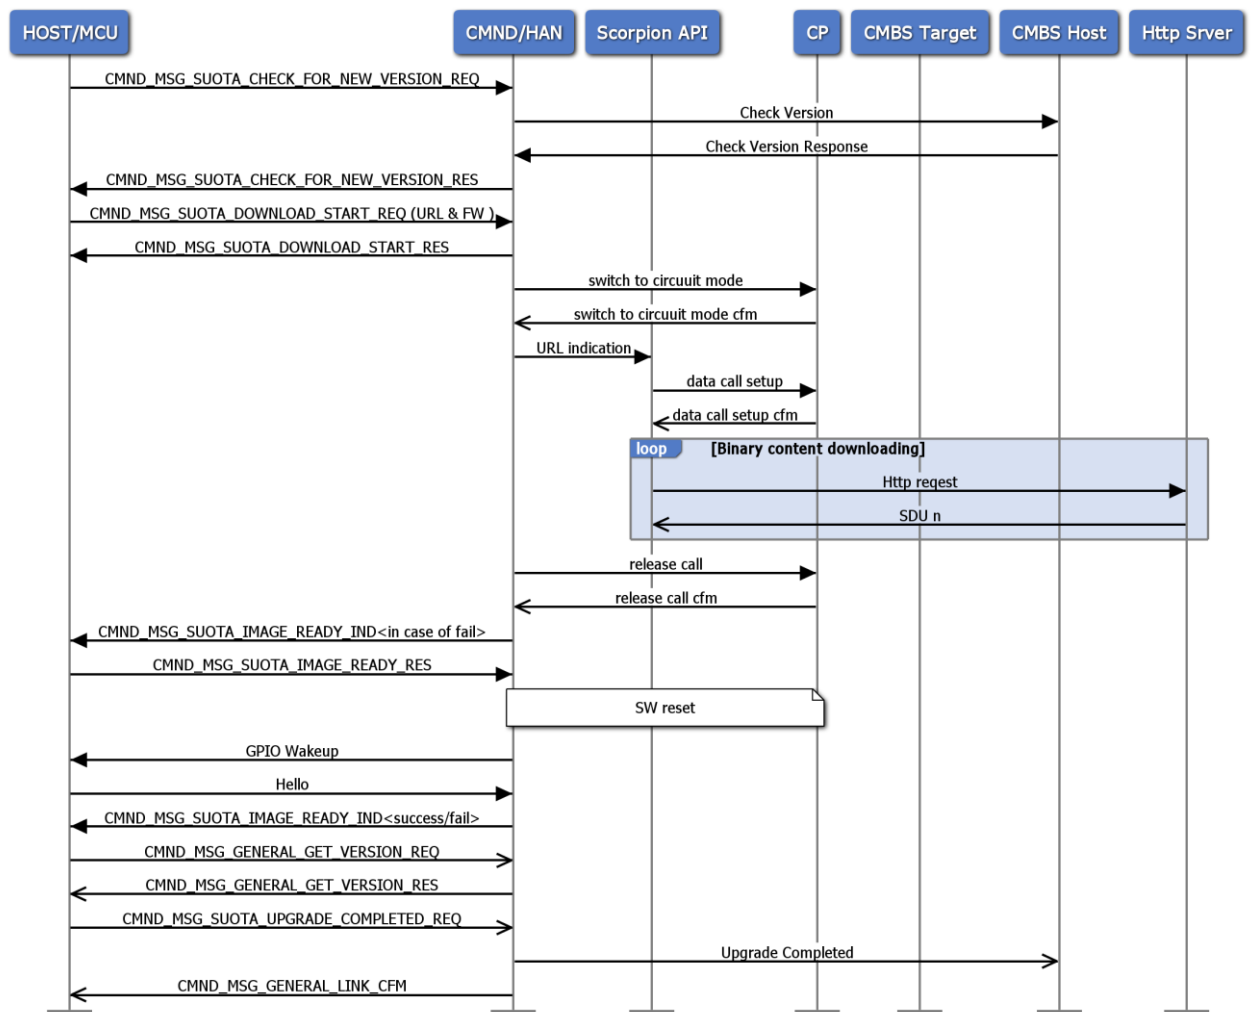 HOST/MCU
CMND/HAN
Scorpion API
CP
CMBS Target
CMBS Host
Http Srver
CMND_MSG_SUOTA_CHECK_FOR_NEW_VERSION_REQ
Check Version
Check Version Response
CMND_MSG_SUOTA_CHECK_FOR_NEW_VERSION_RES
CMND_MSG_SUOTA_DOWNLOAD_START_REQ (URL & FW )
CMND_MSG_SUOTA_DOWNLOAD_START_RES
switch to circuuit mode
switch to circuuit mode cfm
URL indication
data call setup
data call setup cfm
loop [Binary content downloading]
Http reqest
SDU n
release call
release call cfm
CMND_MSG_SUOTA_IMAGE_READY_IND<in case of fail>
CMND_MSG_SUOTA_IMAGE_READY_RES
SW reset
GPIO Wakeup
Hello
CMND_MSG_SUOTA_IMAGE_READY_IND<success/fail>
CMND_MSG_GENERAL_GET_VERSION_REQ
CMND_MSG_GENERAL_GET_VERSION_RES
CMND_MSG_SUOTA_UPGRADE_COMPLETED_REQ
Upgrade Completed
CMND_MSG_GENERAL_LINK_CFM